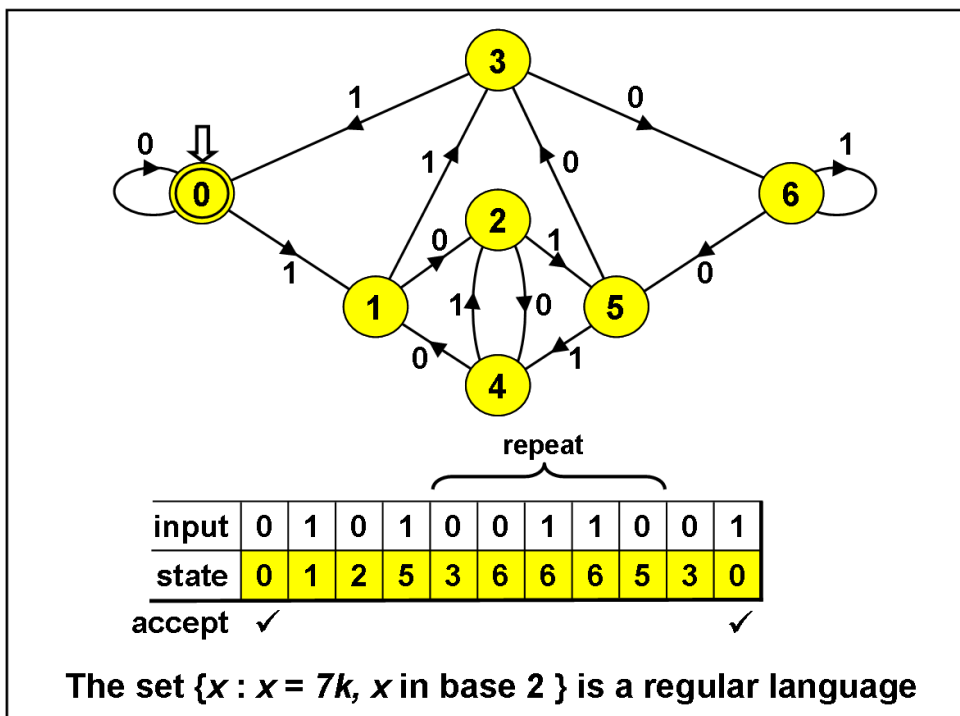 3
1 0
0 1
0 6
1 0
2
0 1
1 0
1 5
1 0
0 1
4
repeat
input 0 1 0 1 0 0 1 1 0 0 1
state 0 1 2 5 3 6 6 6 5 3 0
accept ✓ ✓
The set {x : x = 7k, x in base 2 } is a regular language